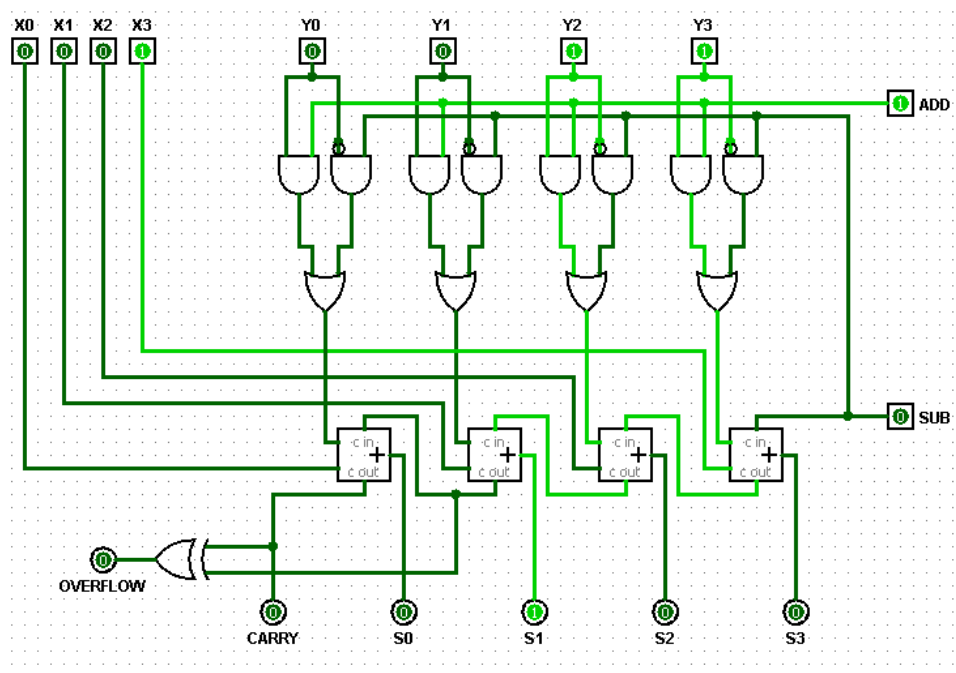 X0 X1 X2 X3 Y0 Y1 Y2 Y3
0 0 0 1 0 0 1 1
1 ADD
0 SUB
c in c in c in c in
+ + + +
c out c out c out c out
0
OVERFLOW
0 0 1 0 0
CARRY S0 S1 S2 S3